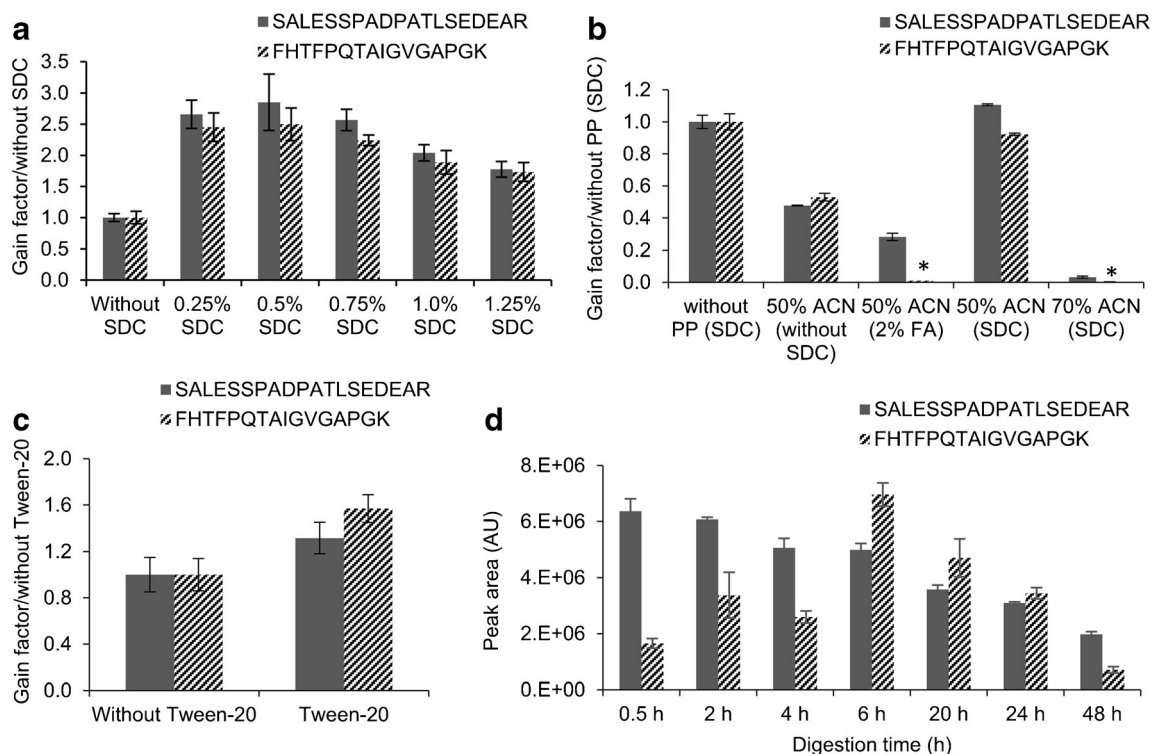 a
SALESSPADPATLSEDEAR
FHTFPQTAIGVGAPGK
Gain factor/without SDC
3.5
3.0
2.5
2.0
1.5
1.0
0.5
0.0
Without SDC
0.25% SDC
0.5% SDC
0.75% SDC
1.0% SDC
1.25% SDC
b
SALESSPADPATLSEDEAR
FHTFPQTAIGVGAPGK
Gain factor/without PP (SDC)
1.2
1.0
0.8
0.6
0.4
0.2
0.0
*
*
without PP (SDC)
50% ACN (without SDC)
50% ACN (2% FA)
50% ACN (SDC)
70% ACN (SDC)
c
SALESSPADPATLSEDEAR
FHTFPQTAIGVGAPGK
Gain factor/without Tween-20
2.0
1.6
1.2
0.8
0.4
0.0
Without Tween-20
Tween-20
d
SALESSPADPATLSEDEAR
FHTFPQTAIGVGAPGK
Peak area (AU)
8.E+06
6.E+06
4.E+06
2.E+06
0.E+00
0.5 h
2 h
4 h
6 h
20 h
24 h
48 h
Digestion time (h)